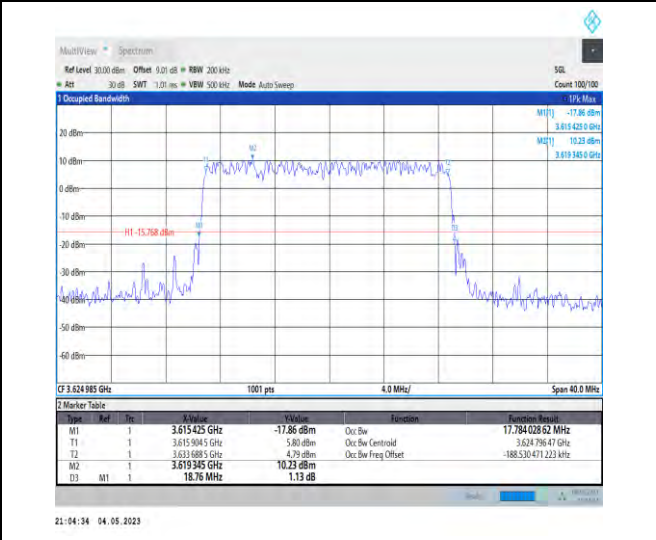 MultiView Spectrum
Ref Level 30.00 dBm Offset 9.01 dB RBW 200 kHz SGL
Att 30 dB SWT 1.01 ms VBW 500 kHz Mode Auto Sweep Count 100/100
1 Occupied Bandwidth 1Pk Max
M1[1] -17.86 dBm
3.615 425 0 GHz
M2[1] 10.23 dBm
3.619 345 0 GHz
20 dBm
M2
10 dBm
T1 T2
0 dBm
-10 dBm
H1 -15.768 dBm M1 D3
-20 dBm
-30 dBm
-40 dBm
-50 dBm
-60 dBm
CF 3.624 985 GHz 1001 pts 4.0 MHz/ Span 40.0 MHz
2 Marker Table
Type Ref Trc X-Value Y-Value Function Function Result
M1 1 3.615 425 GHz -17.86 dBm Occ Bw 17.784 028 62 MHz
T1 1 3.615 904 5 GHz 5.80 dBm Occ Bw Centroid 3.624 796 47 GHz
T2 1 3.633 688 5 GHz 4.79 dBm Occ Bw Freq Offset -188.530 471 223 kHz
M2 1 3.619 345 GHz 10.23 dBm
D3 M1 1 18.76 MHz 1.13 dB
21:04:34 04.05.2023